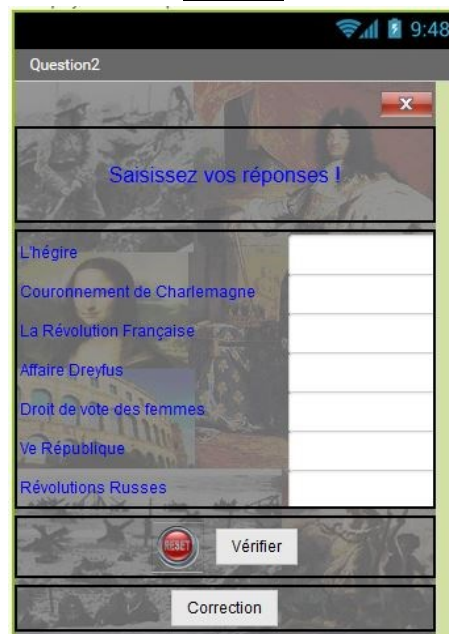 9:48
Question2
X
Saisissez vos réponses !
L'hégire
Couronnement de Charlemagne
La Révolution Française
Affaire Dreyfus
Droit de vote des femmes
Ve République
Révolutions Russes
RESET Vérifier
Correction